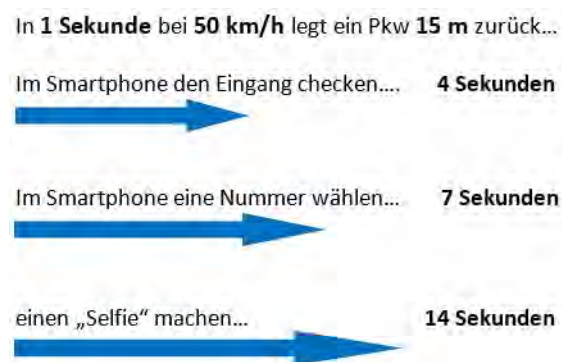 In 1 Sekunde bei 50 km/h legt ein Pkw 15 m zurück...
Im Smartphone den Eingang checken.... 4 Sekunden
Im Smartphone eine Nummer wählen... 7 Sekunden
einen „Selfie“ machen... 14 Sekunden